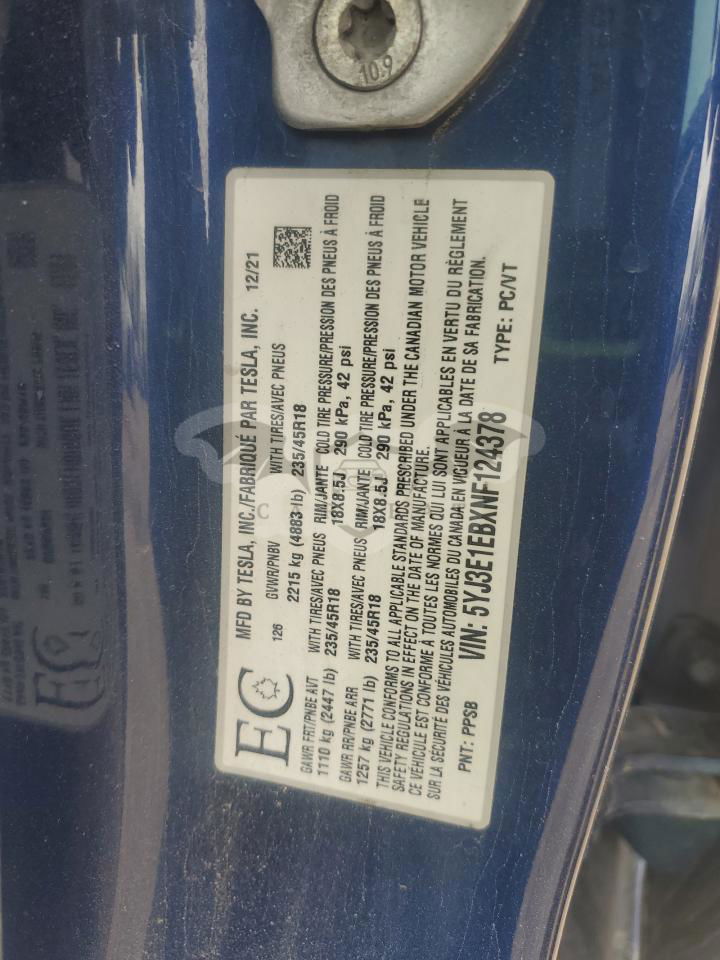 10.9
EC
MFD BY TESLA, INC./FABRIQUÉ PAR TESLA, INC. 12/21
126 GVWR/PNBV WITH TIRES/AVEC PNEUS
2215 kg (4883 lb) 235/45R18
GAWR FRT/PNBE AVT WITH TIRES/AVEC PNEUS RIM/JANTE COLD TIRE PRESSURE/PRESSION DES PNEUS À FROID
1110 kg (2447 lb) 235/45R18 18X8.5J 290 kPa, 42 psi
GAWR RR/PNBE ARR WITH TIRES/AVEC PNEUS RIM/JANTE COLD TIRE PRESSURE/PRESSION DES PNEUS À FROID
1257 kg (2771 lb) 235/45R18 18X8.5J 290 kPa, 42 psi
THIS VEHICLE CONFORMS TO ALL APPLICABLE STANDARDS PRESCRIBED UNDER THE CANADIAN MOTOR VEHICLE
SAFETY REGULATIONS IN EFFECT ON THE DATE OF MANUFACTURE.
CE VÉHICULE EST CONFORME À TOUTES LES NORMES QUI LUI SONT APPLICABLES EN VERTU DU RÈGLEMENT
SUR LA SÉCURITÉ DES VÉHICULES AUTOMOBILES DU CANADA EN VIGUEUR À LA DATE DE SA FABRICATION.
PNT: PPSB VIN: 5YJ3E1EBXNF124378 TYPE: PC/VT